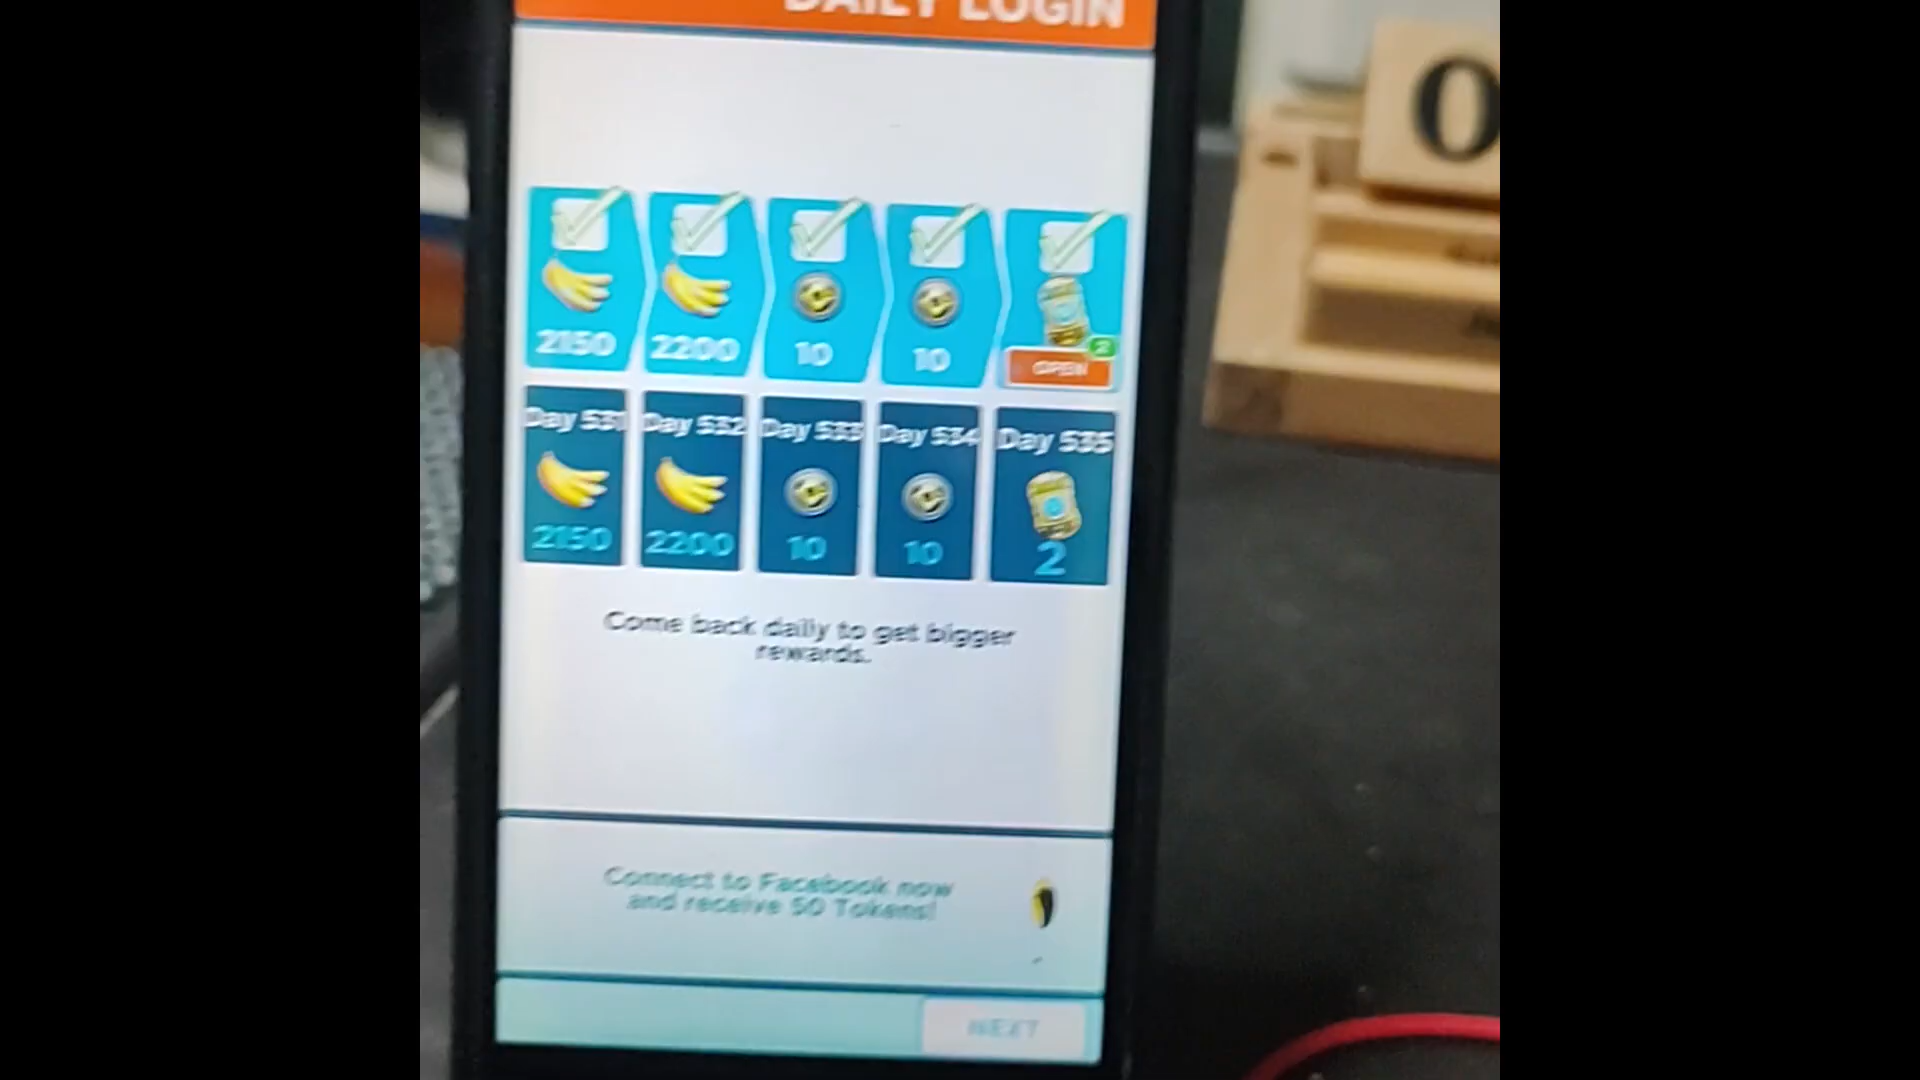 DAILY LOGIN
0
2150 2200 10 10 OPEN 2
Day 531 Day 532 Day 533 Day 534 Day 535
2150 2200 10 10 2
Come back daily to get bigger
rewards.
Connect to Facebook now
and receive 50 Tokens!
NEXT